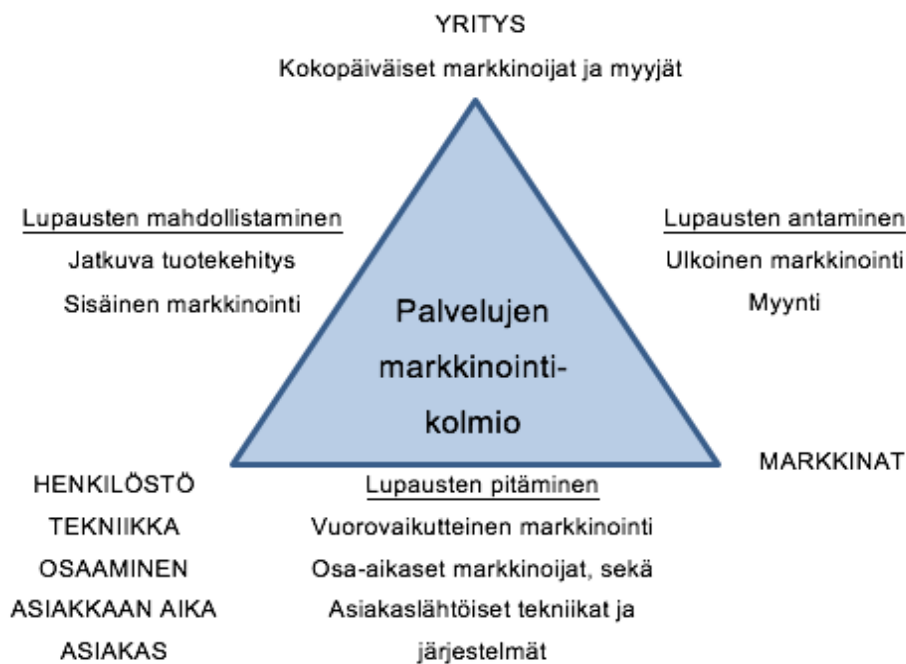 YRITYS
Kokopäiväiset markkinoijat ja myyjät
Lupausten mahdollistaminen
Jatkuva tuotekehitys
Sisäinen markkinointi
Lupausten antaminen
Ulkoinen markkinointi
Myynti
Palvelujen
markkinointi-
kolmio
MARKKINAT
HENKILÖSTÖ
TEKNIIKKA
OSAAMINEN
ASIAKKAAN AIKA
ASIAKAS
Lupausten pitäminen
Vuorovaikutteinen markkinointi
Osa-aikaset markkinoijat, sekä
Asiakaslähtöiset tekniikat ja
järjestelmät